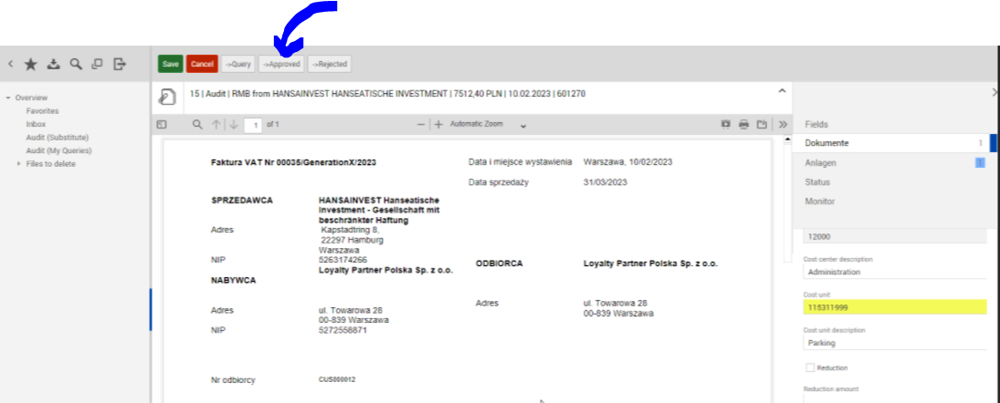 Save Cancel ->Query ->Approved ->Rejected
Overview
Favorites
Inbox
Audit (Substitute)
Audit (My Queries)
Files to delete
15 | Audit | RMB from HANSAINVEST HANSEATISCHE INVESTMENT | 7512,40 PLN | 10.02.2023 | 601270
1 of 1 Automatic Zoom
Faktura VAT Nr 00035/GenerationX/2023 Data i miejsce wystawienia Warszawa, 10/02/2023
Data sprzedaży 31/03/2023
SPRZEDAWCA HANSAINVEST Hanseatische
Investment - Gesellschaft mit
beschränkter Haftung
Adres Kapstadtring 8,
22297 Hamburg
Warszawa
NIP 5263174266
Loyalty Partner Polska Sp. z o.o. ODBIORCA Loyalty Partner Polska Sp. z o.o.
NABYWCA
Adres ul. Towarowa 28 Adres ul. Towarowa 28
00-839 Warszawa 00-839 Warszawa
NIP 5272558871
Nr odbiorcy CUS000012
Fields
Dokumente 1
Anlagen 1
Status
Monitor
12000
Cost center description
Administration
Cost unit
115311999
Cost unit description
Parking
Reduction
Reduction amount